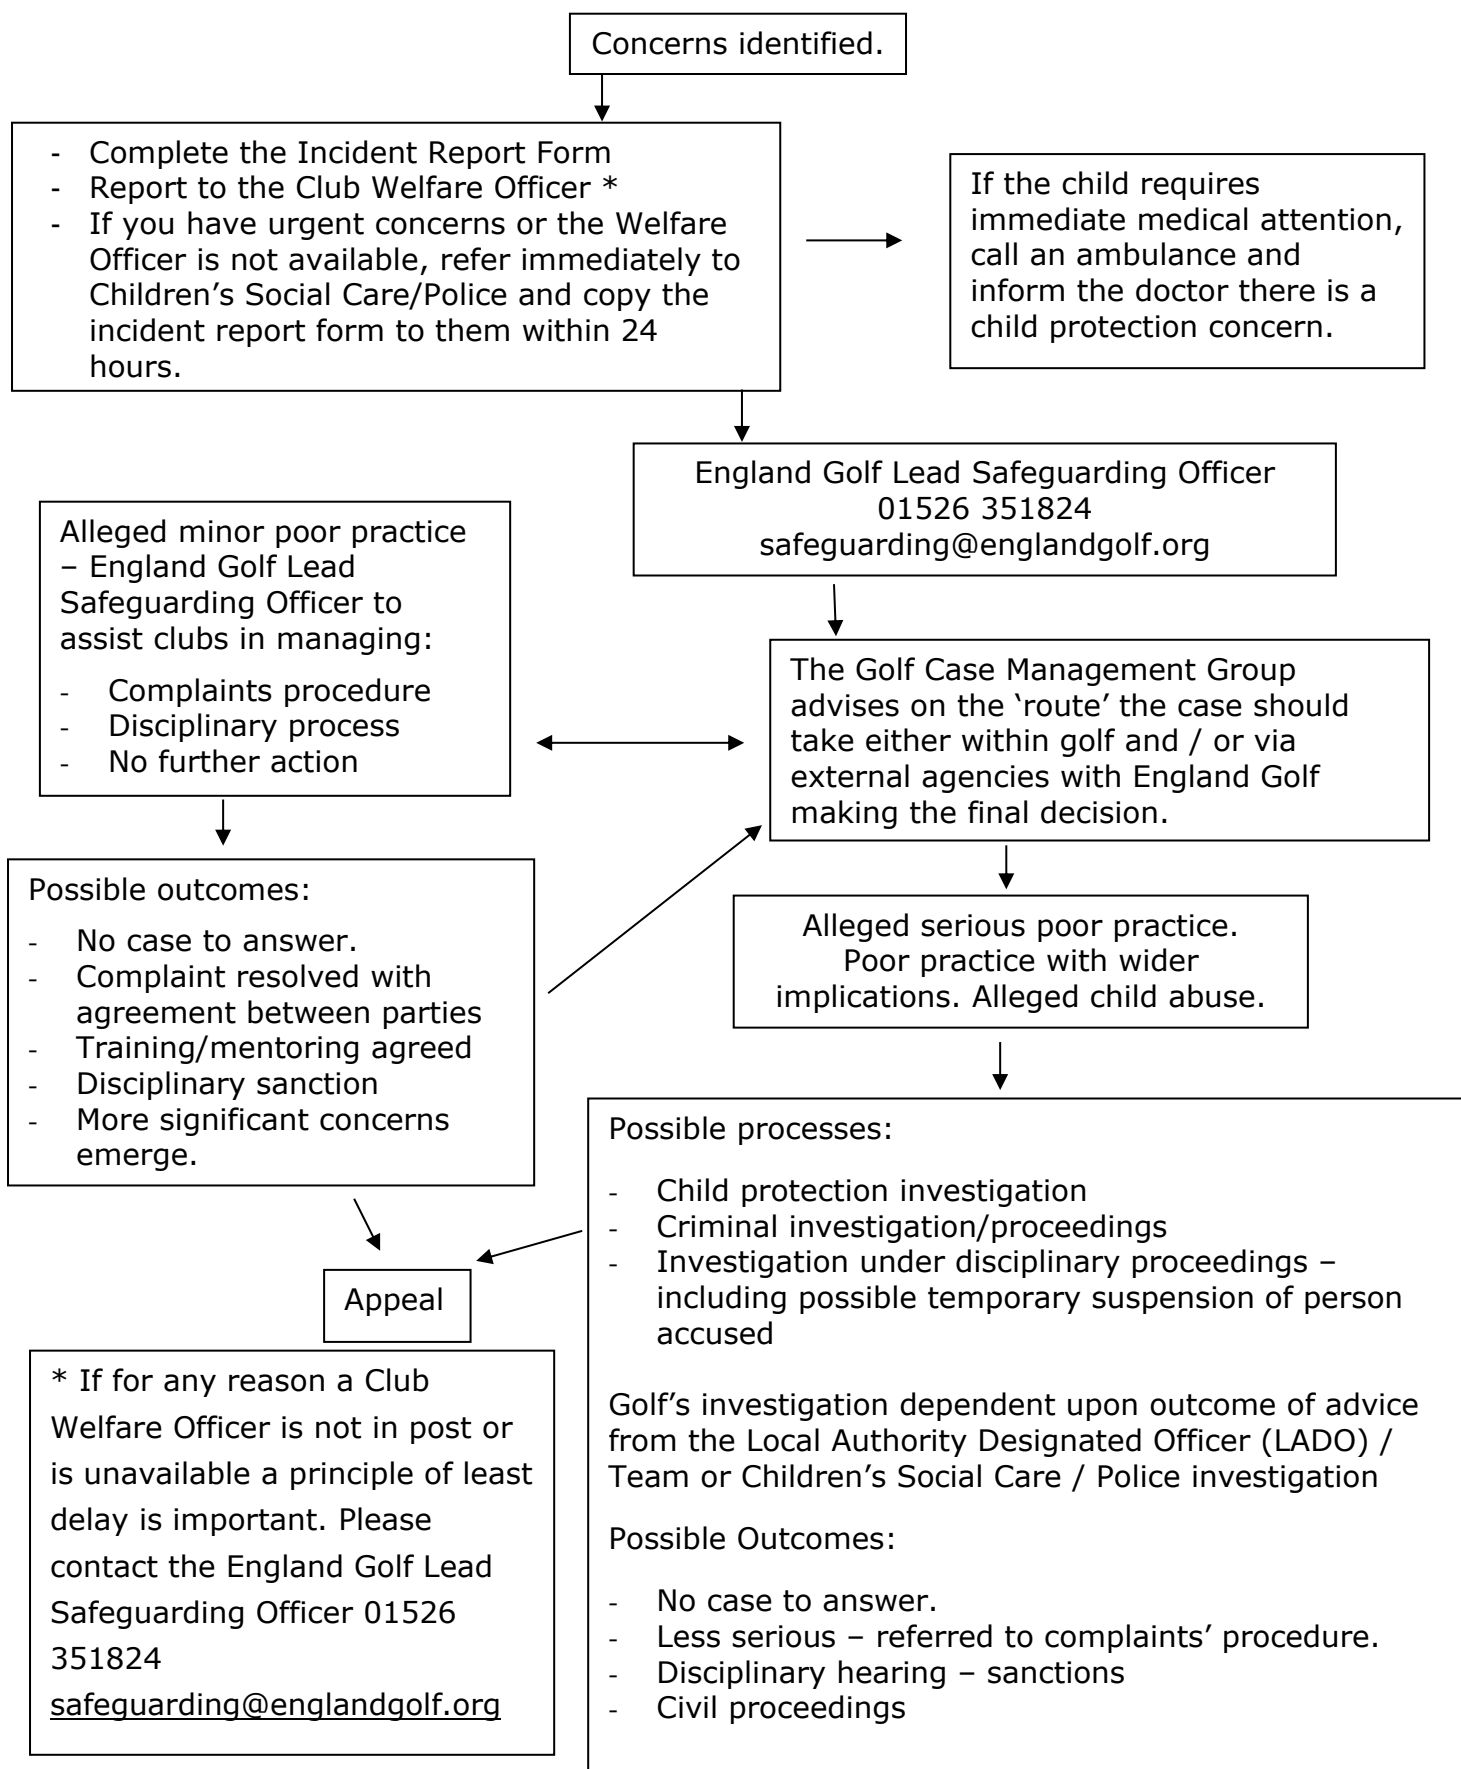 Concerns identified.
- Complete the Incident Report Form
- Report to the Club Welfare Officer *
- If you have urgent concerns or the Welfare
Officer is not available, refer immediately to
Children’s Social Care/Police and copy the
incident report form to them within 24
hours.
If the child requires
immediate medical attention,
call an ambulance and
inform the doctor there is a
child protection concern.
England Golf Lead Safeguarding Officer
01526 351824
safeguarding@englandgolf.org
Alleged minor poor practice
– England Golf Lead
Safeguarding Officer to
assist clubs in managing:
- Complaints procedure
- Disciplinary process
- No further action
The Golf Case Management Group
advises on the ‘route’ the case should
take either within golf and / or via
external agencies with England Golf
making the final decision.
Possible outcomes:
- No case to answer.
- Complaint resolved with
agreement between parties
- Training/mentoring agreed
- Disciplinary sanction
- More significant concerns
emerge.
Alleged serious poor practice.
Poor practice with wider
implications. Alleged child abuse.
Possible processes:
- Child protection investigation
- Criminal investigation/proceedings
- Investigation under disciplinary proceedings –
including possible temporary suspension of person
accused
Golf’s investigation dependent upon outcome of advice
from the Local Authority Designated Officer (LADO) /
Team or Children’s Social Care / Police investigation
Possible Outcomes:
- No case to answer.
- Less serious – referred to complaints’ procedure.
- Disciplinary hearing – sanctions
- Civil proceedings
Appeal
* If for any reason a Club
Welfare Officer is not in post or
is unavailable a principle of least
delay is important. Please
contact the England Golf Lead
Safeguarding Officer 01526
351824
safeguarding@englandgolf.org